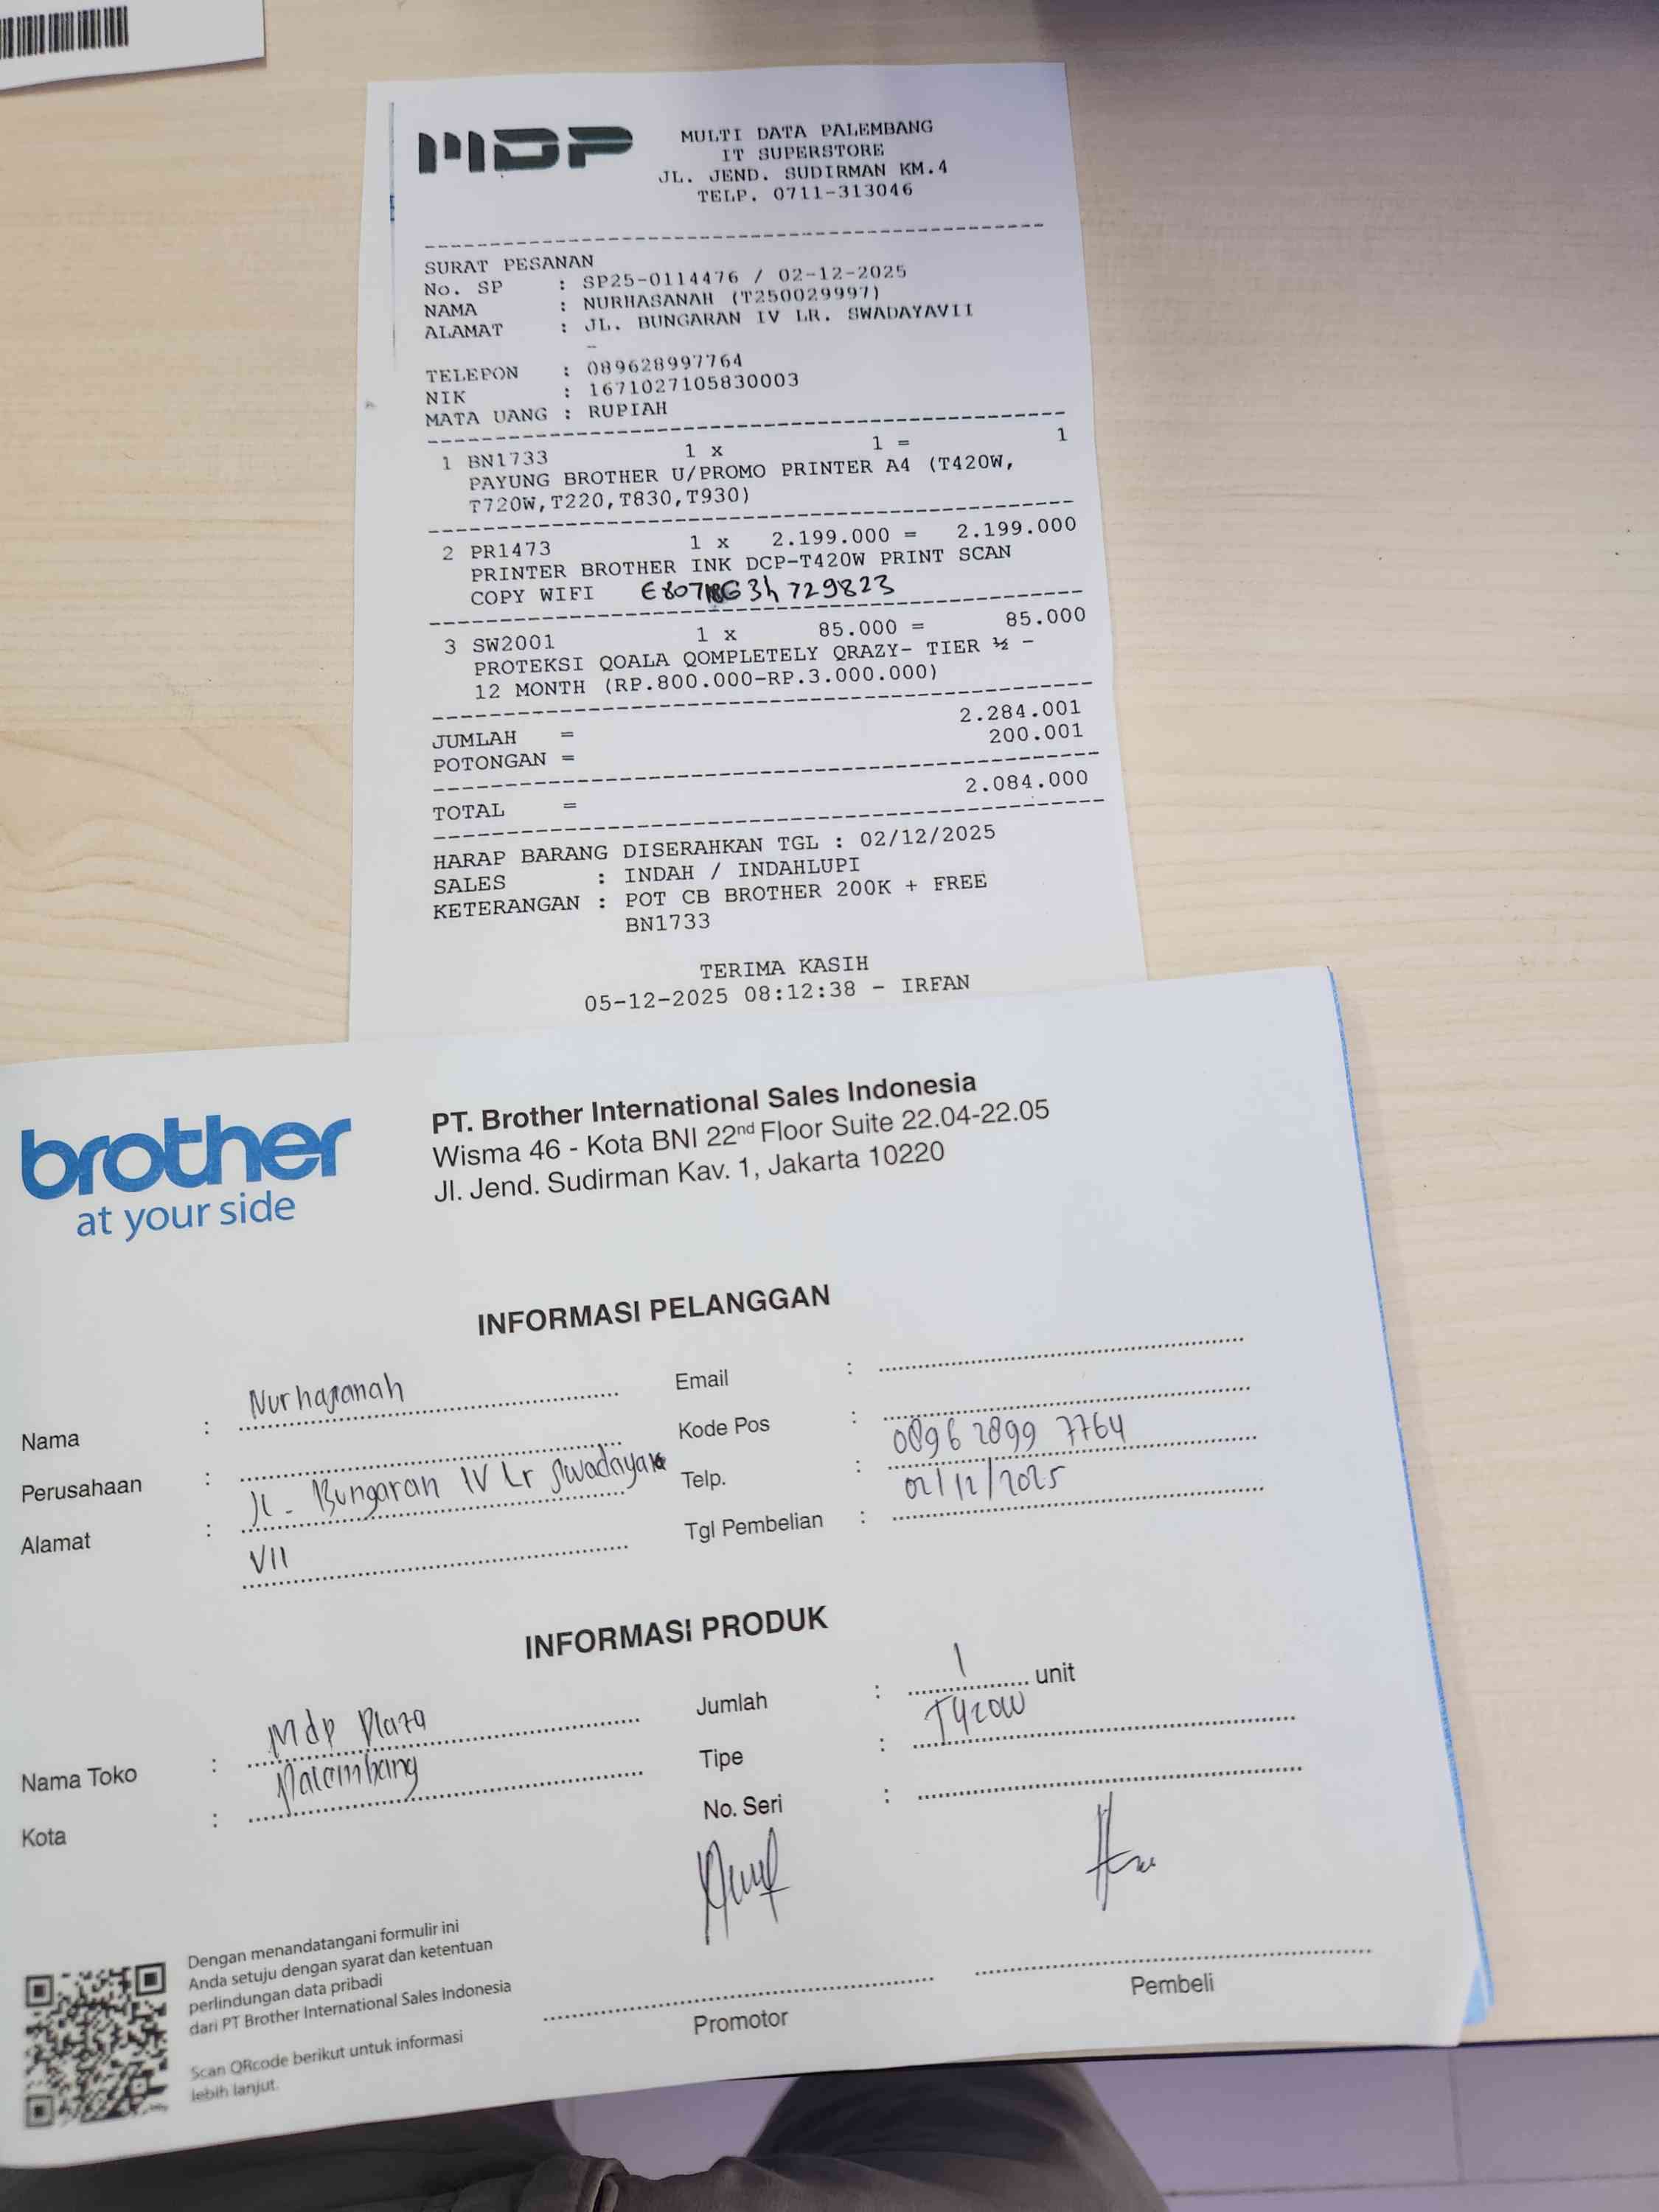 MDP
MULTI DATA PALEMBANG
IT SUPERSTORE
JL. JEND. SUDIRMAN KM.4
TELP. 0711-313046
SURAT PESANAN
No. SP : SP25-0114476 / 02-12-2025
NAMA : NURHASANAH (T250029997)
ALAMAT : JL. BUNGARAN IV LR. SWADAYAVII
-
TELEPON : 089628997764
NIK : 1671027105830003
MATA UANG : RUPIAH
1 BN1733 1 x 1 = 1
PAYUNG BROTHER U/PROMO PRINTER A4 (T420W,
T720W,T220,T830,T930)
2 PR1473 1 x 2.199.000 = 2.199.000
PRINTER BROTHER INK DCP-T420W PRINT SCAN
COPY WIFI
3 SW2001 1 x 85.000 = 85.000
PROTEKSI QOALA QOMPLETELY QRAZY- TIER ½ -
12 MONTH (RP.800.000-RP.3.000.000)
JUMLAH = 2.284.001
POTONGAN = 200.001
TOTAL = 2.084.000
HARAP BARANG DISERAHKAN TGL : 02/12/2025
SALES : INDAH / INDAHLUPI
KETERANGAN : POT CB BROTHER 200K + FREE
BN1733
TERIMA KASIH
05-12-2025 08:12:38 - IRFAN
brother
at your side
PT. Brother International Sales Indonesia
Wisma 46 - Kota BNI 22nd Floor Suite 22.04-22.05
Jl. Jend. Sudirman Kav. 1, Jakarta 10220
INFORMASI PELANGGAN
Nama : Nurhasanah
Perusahaan :
Alamat : Jl. Bungaran IV Lr Swadaya
VII
Email :
Kode Pos :
Telp. : 0896 2899 7764
Tgl Pembelian : 02/12/2025
INFORMASI PRODUK
Nama Toko : Mdp Plaza
Kota : Palembang
Jumlah : 1 unit
Tipe : T420W
No. Seri :
Promotor
Pembeli
Dengan menandatangani formulir ini
Anda setuju dengan syarat dan ketentuan
perlindungan data pribadi
dari PT Brother International Sales Indonesia
Scan QRcode berikut untuk informasi
lebih lanjut.